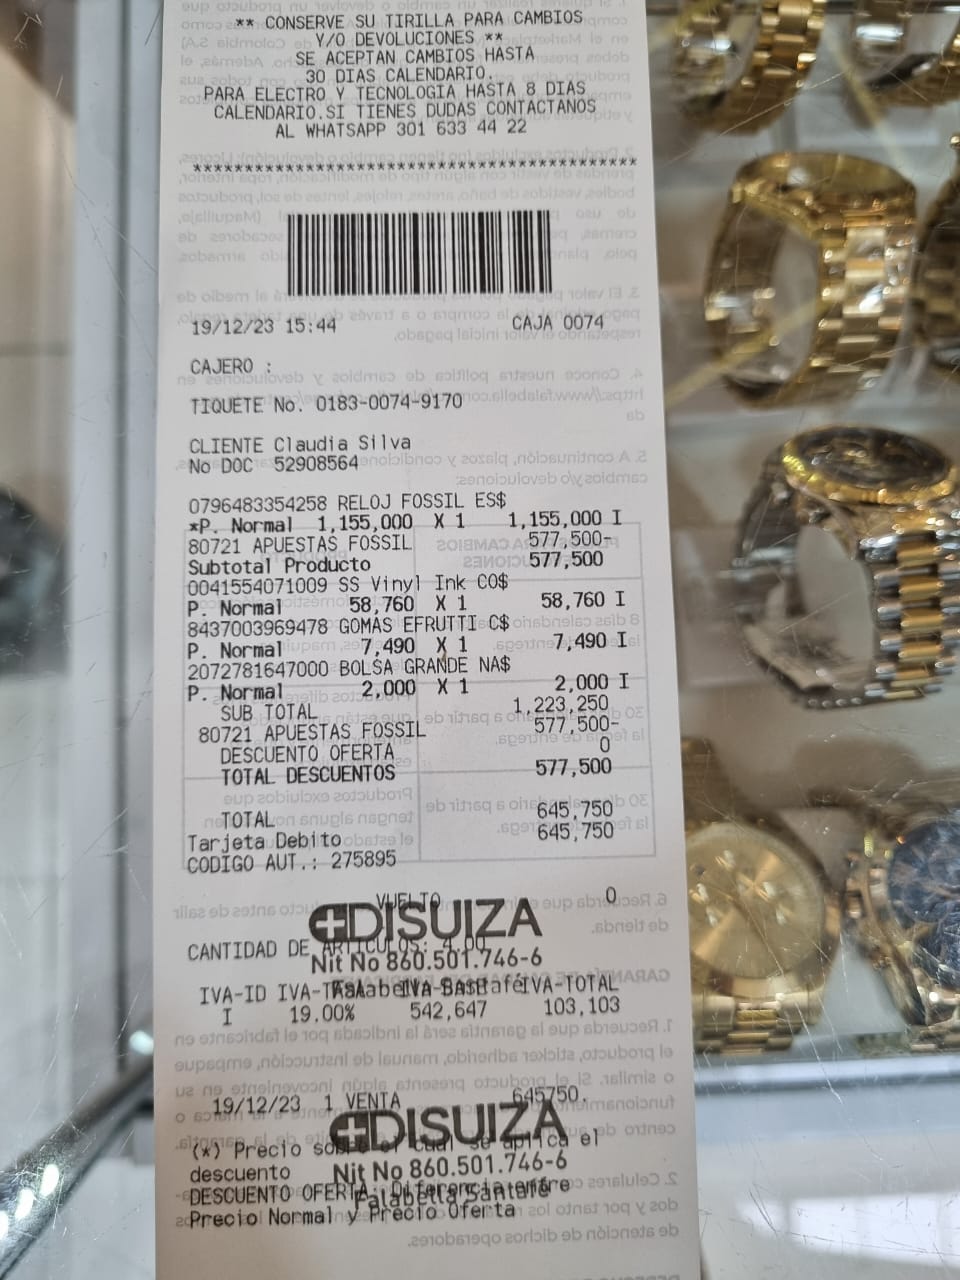 ** CONSERVE SU TIRILLA PARA CAMBIOS
Y/O DEVOLUCIONES **
SE ACEPTAN CAMBIOS HASTA
30 DIAS CALENDARIO.
PARA ELECTRO Y TECNOLOGIA HASTA 8 DIAS
CALENDARIO.SI TIENES DUDAS CONTACTANOS
AL WHATSAPP 301 633 44 22
******************************************
19/12/23 15:44 CAJA 0074
CAJERO :
TIQUETE No. 0183-0074-9170
CLIENTE Claudia Silva
No DOC 52908564
0796483354258 RELOJ FOSSIL ES$
*P. Normal 1,155,000 X 1 1,155,000 I
80721 APUESTAS FOSSIL 577,500-
Subtotal Producto 577,500
0041554071009 SS Vinyl Ink CO$
P. Normal 58,760 X 1 58,760 I
8437003969478 GOMAS EFRUTTI C$
P. Normal 7,490 X 1 7,490 I
2072781647000 BOLSA GRANDE NA$
P. Normal 2,000 X 1 2,000 I
SUB TOTAL 1,223,250
80721 APUESTAS FOSSIL 577,500-
DESCUENTO OFERTA 0
TOTAL DESCUENTOS 577,500
TOTAL 645,750
Tarjeta Debito 645,750
CODIGO AUT.: 275895
VUELTO 0
DISUIZA
CANTIDAD DE ARTICULOS: 4.00
Nit No 860.501.746-6
Falabella Santafé
IVA-ID IVA-TASA IVA-BASE IVA-TOTAL
I 19.00% 542,647 103,103
19/12/23 1 VENTA 645750.
DISUIZA
(*) Precio sobre el cual se aplica el
descuento
Nit No 860.501.746-6
DESCUENTO OFERTA: Diferencia entre
Falabella Santafé
Precio Normal y Precio Oferta